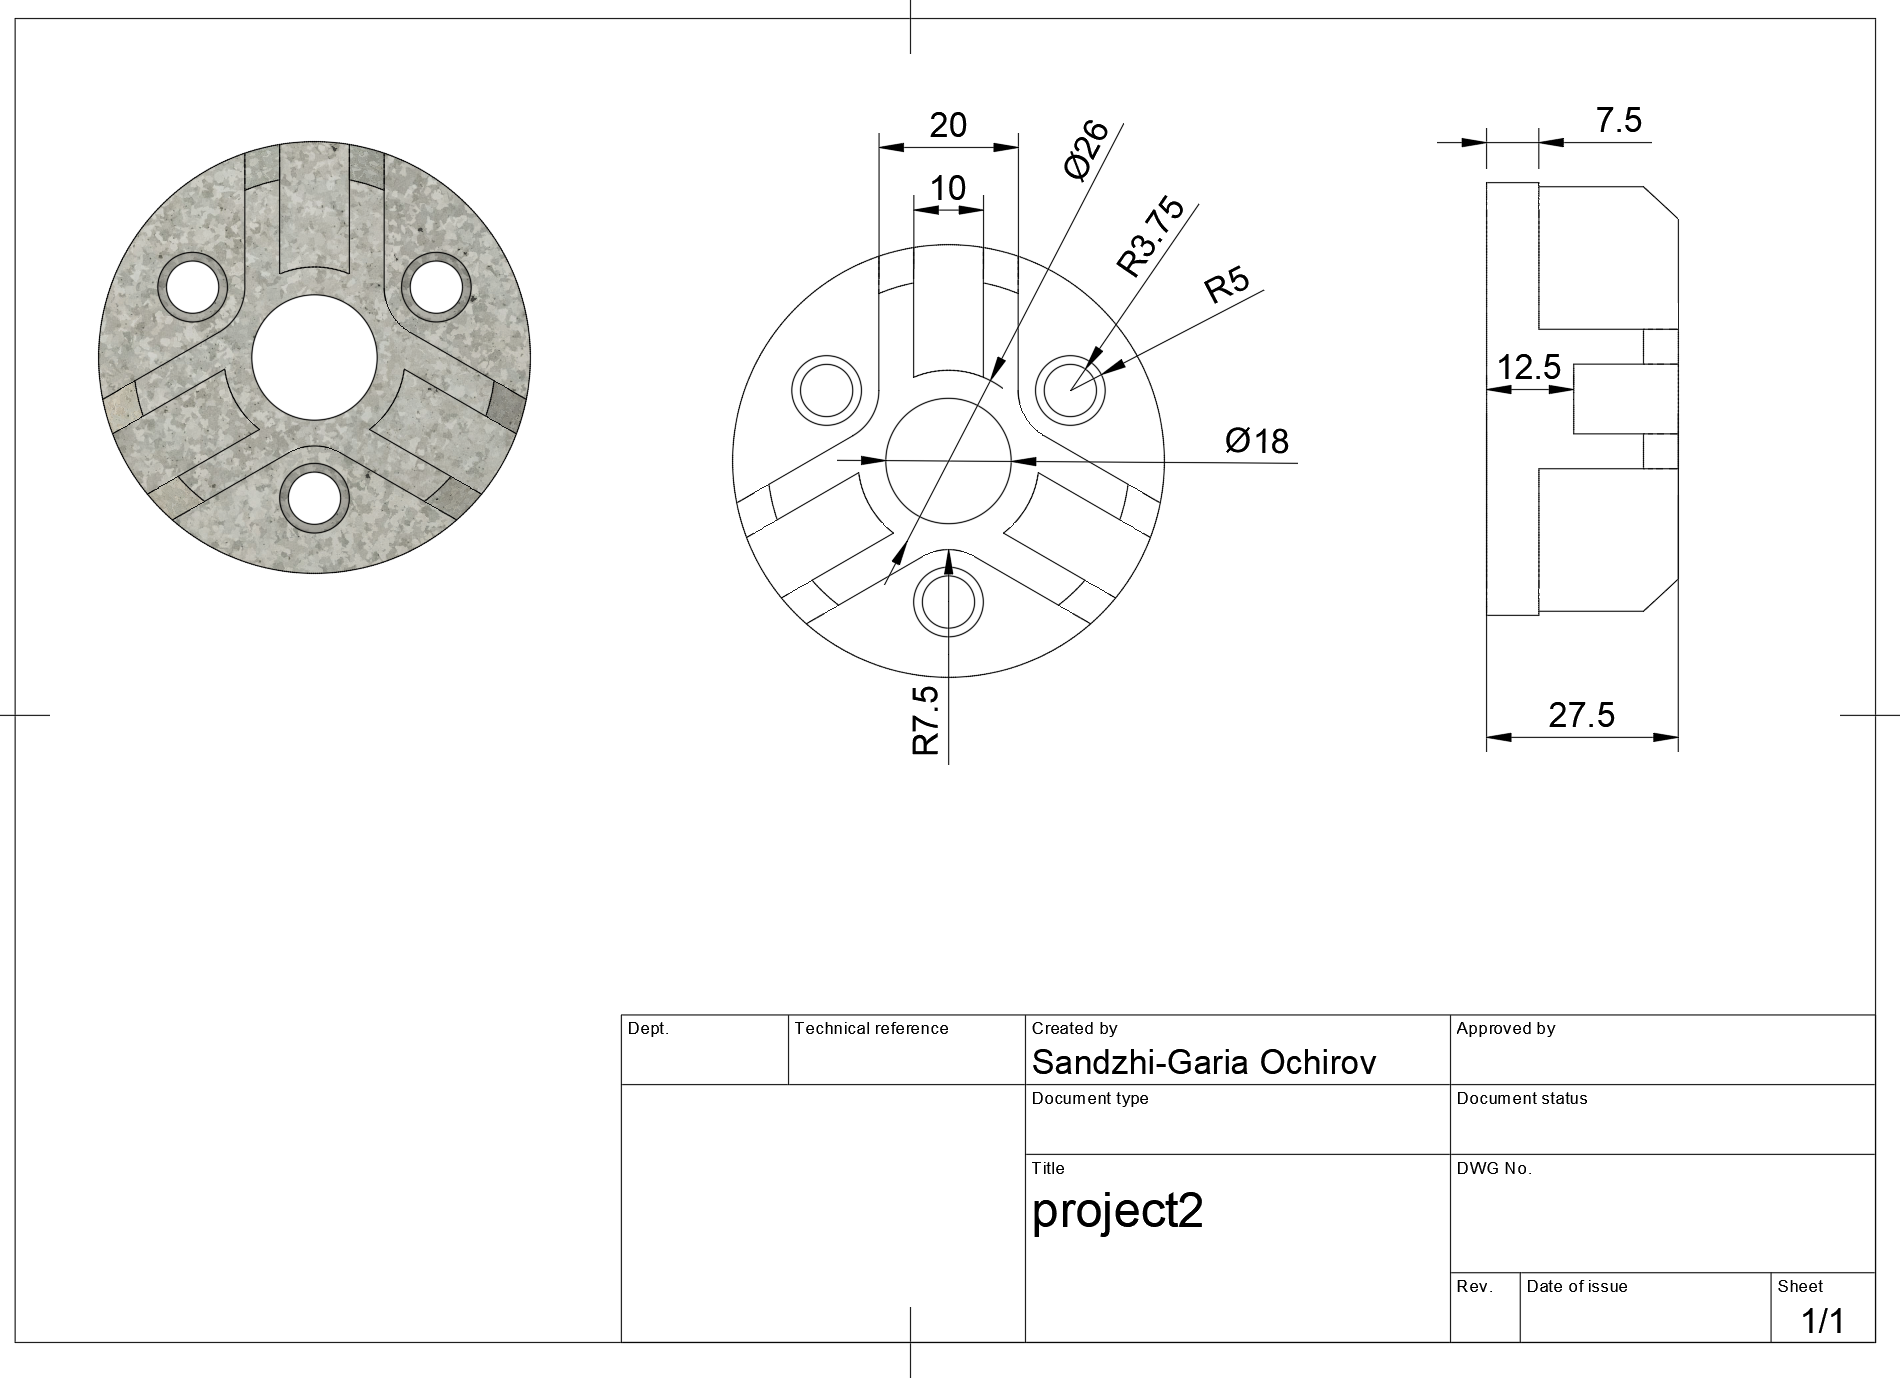 20
10
Ø26
R3.75
R5
Ø18
R7.5
7.5
12.5
27.5
Dept.
Technical reference
Created by
Sandzhi-Garia Ochirov
Approved by
Document type
Document status
Title
project2
DWG No.
Rev.
Date of issue
Sheet
1/1